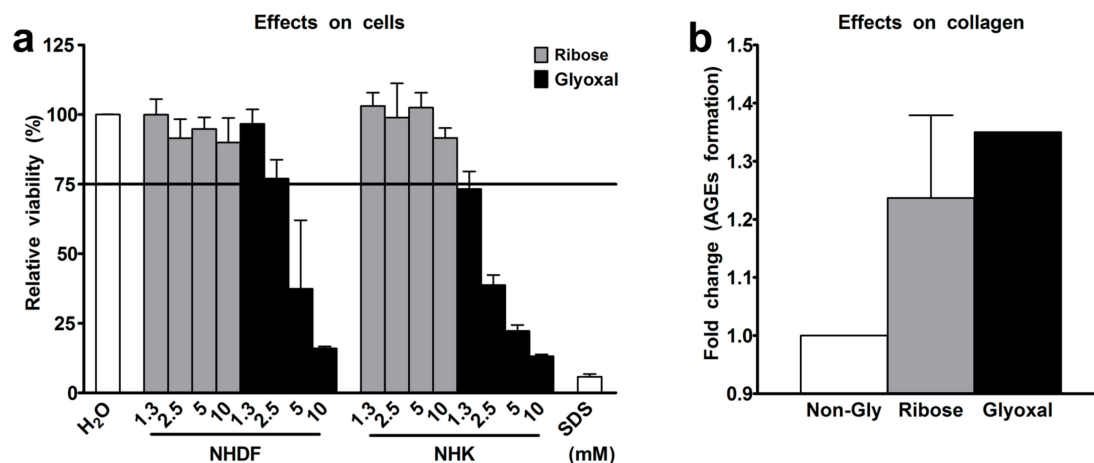 a
Effects on cells
Relative viability (%)
125
100
75
50
25
0
Ribose
Glyoxal
H₂O
1.3
2.5
5
10
1.3
2.5
5
10
1.3
2.5
5
10
1.3
2.5
5
10
SDS
NHDF
NHK
(mM)
b
Effects on collagen
Fold change (AGEs formation)
1.5
1.4
1.3
1.2
1.1
1.0
0.9
Non-Gly Ribose Glyoxal